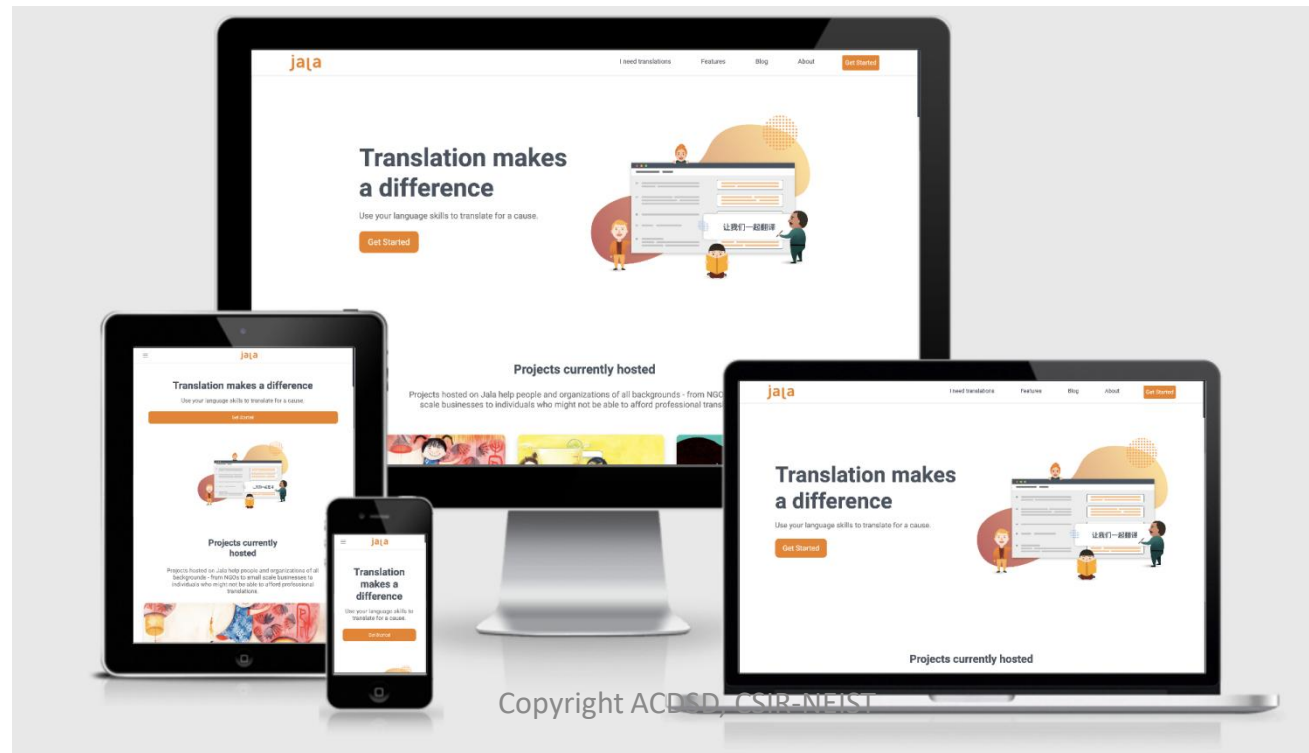 jala
I need translations Features Blog About Get Started
Translation makes
a difference
Use your language skills to translate for a cause.
Get Started
让我们一起翻译
Projects currently hosted
Projects hosted on Jala help people and organizations of all backgrounds - from NGO
scale businesses to individuals who might not be able to afford professional transl
jala
Translation makes a difference
Use your language skills to translate for a cause.
Get Started
Projects currently
hosted
Projects hosted on Jala help people and organizations of all
backgrounds - from NGOs to small scale businesses to
individuals who might not be able to afford professional
translations.
jala
Translation
makes a
difference
Use your language skills to
translate for a cause.
Get Started
jala
I need translations Features Blog About Get Started
Translation makes
a difference
Use your language skills to translate for a cause.
Get Started
让我们一起翻译
Projects currently hosted
Copyright ACDSD, CSIR-NEIST